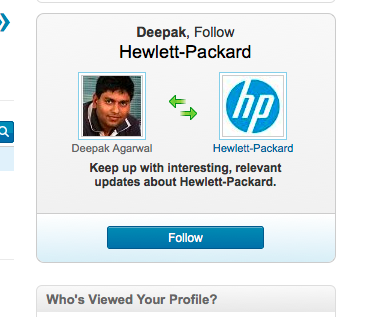 Deepak, Follow
Hewlett-Packard
hp
Deepak Agarwal
Hewlett-Packard
Keep up with interesting, relevant
updates about Hewlett-Packard.
Follow
Who's Viewed Your Profile?